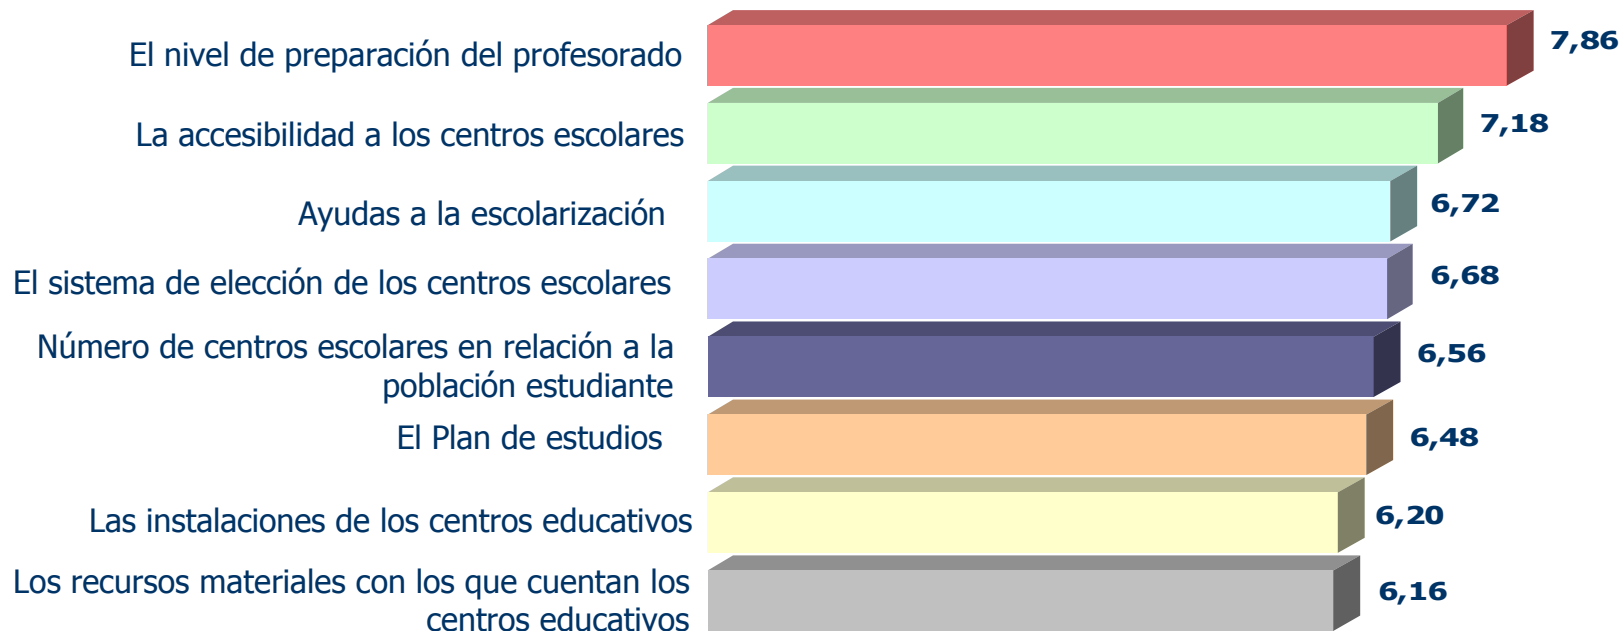 El nivel de preparación del profesorado
7,86
La accesibilidad a los centros escolares
7,18
Ayudas a la escolarización
6,72
El sistema de elección de los centros escolares
6,68
Número de centros escolares en relación a la
población estudiante
6,56
El Plan de estudios
6,48
Las instalaciones de los centros educativos
6,20
Los recursos materiales con los que cuentan los
centros educativos
6,16